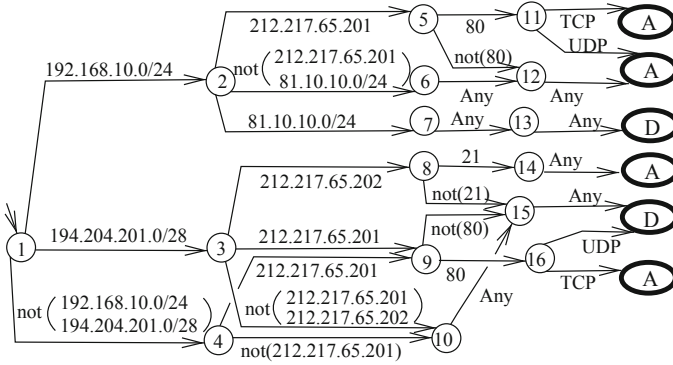 212.217.65.201
5
80
11
TCP
A
UDP
192.168.10.0/24
2
not(212.217.65.201
81.10.10.0/24)
not(80)
6
Any
12
Any
A
81.10.10.0/24
7
Any
13
Any
D
8
21
14
Any
A
212.217.65.202
not(21)
15
Any
D
1
194.204.201.0/28
3
212.217.65.201
not(80)
9
80
16
UDP
TCP
A
212.217.65.201
not(192.168.10.0/24
194.204.201.0/28)
4
not(212.217.65.201
212.217.65.202)
10
Any
not(212.217.65.201)